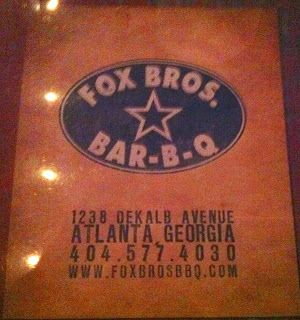 FOX BROS.
BAR-B-Q
1238 DEKALB AVENUE
ATLANTA, GEORGIA
404.577.4030
WWW.FOXBROSBBQ.COM